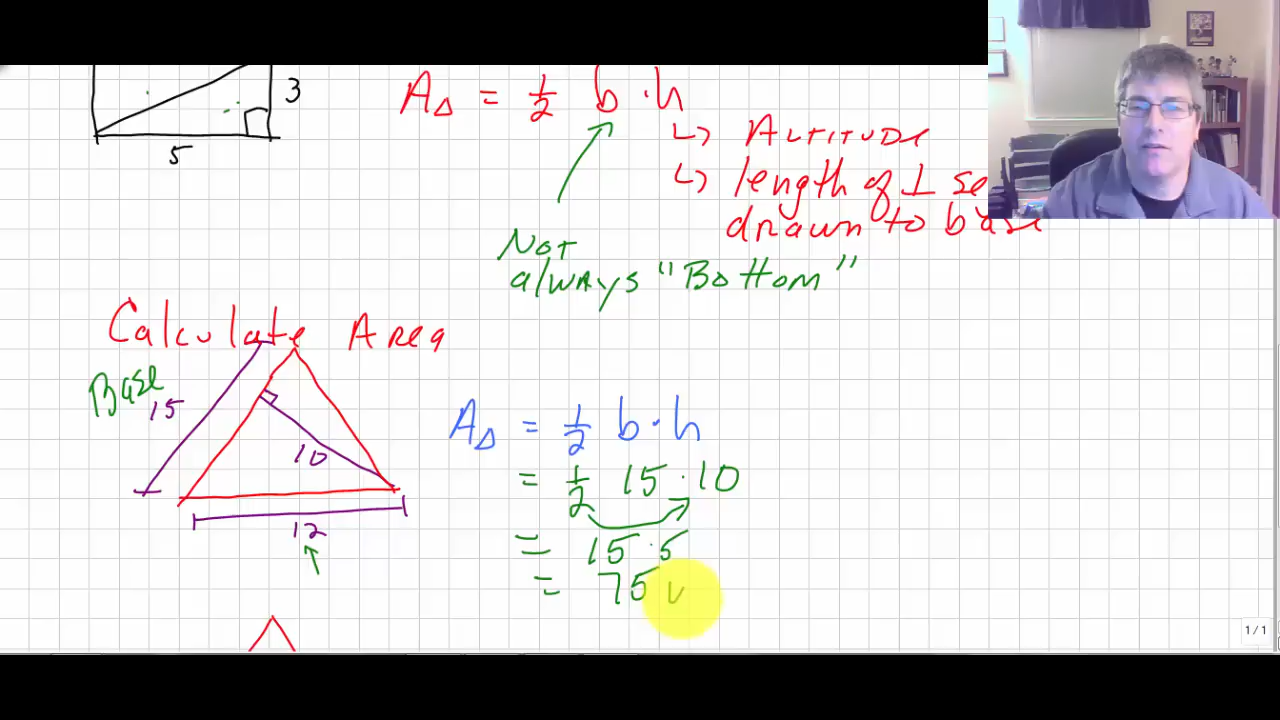 3
5
A△ = 1/2 b · h
↳ ALTITUDE
↳ length of ⊥ se
drawn to base
Not
always "Bottom"
Calculate Area
Base
15
10
12
A△ = 1/2 b · h
= 1/2 15 · 10
= 15 · 5
= 75 u
1/1